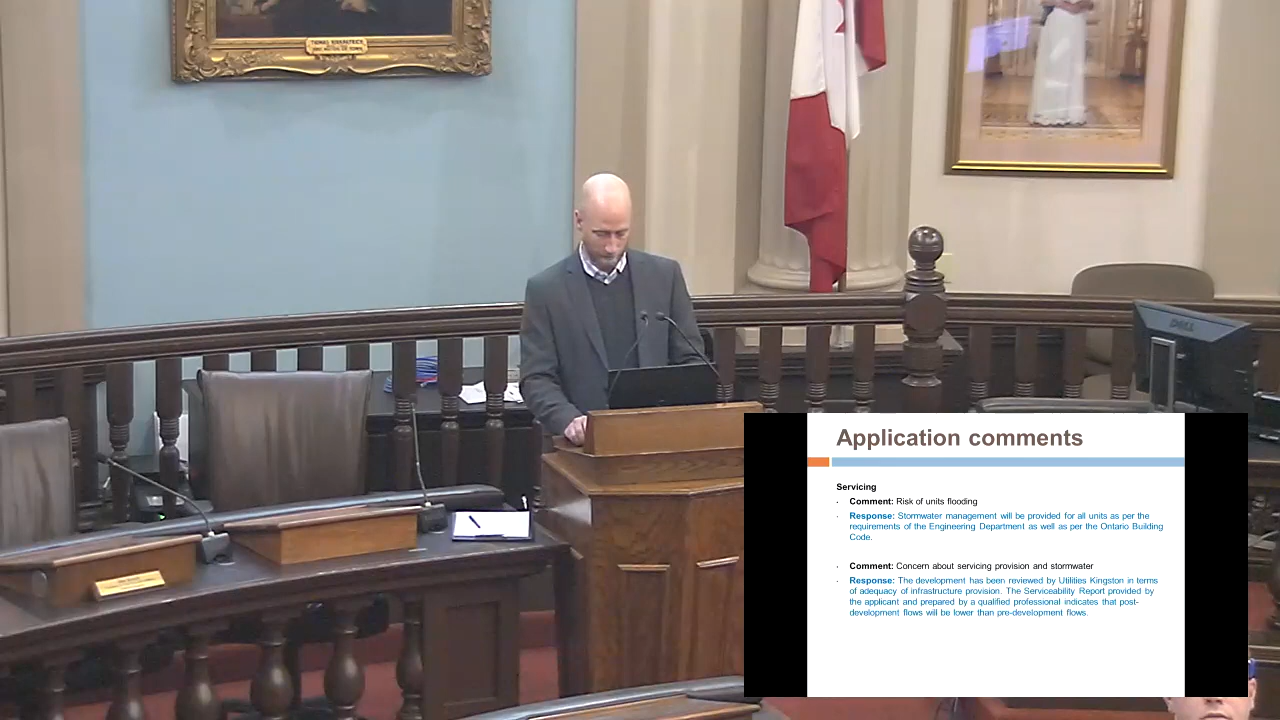 THOMAS KIRKPATRICK
DELL
Application comments
Servicing
· Comment: Risk of units flooding
· Response: Stormwater management will be provided for all units as per the
requirements of the Engineering Department as well as per the Ontario Building
Code.
· Comment: Concern about servicing provision and stormwater
· Response: The development has been reviewed by Utilities Kingston in terms
of adequacy of infrastructure provision. The Serviceability Report provided by
the applicant and prepared by a qualified professional indicates that post-
development flows will be lower than pre-development flows.